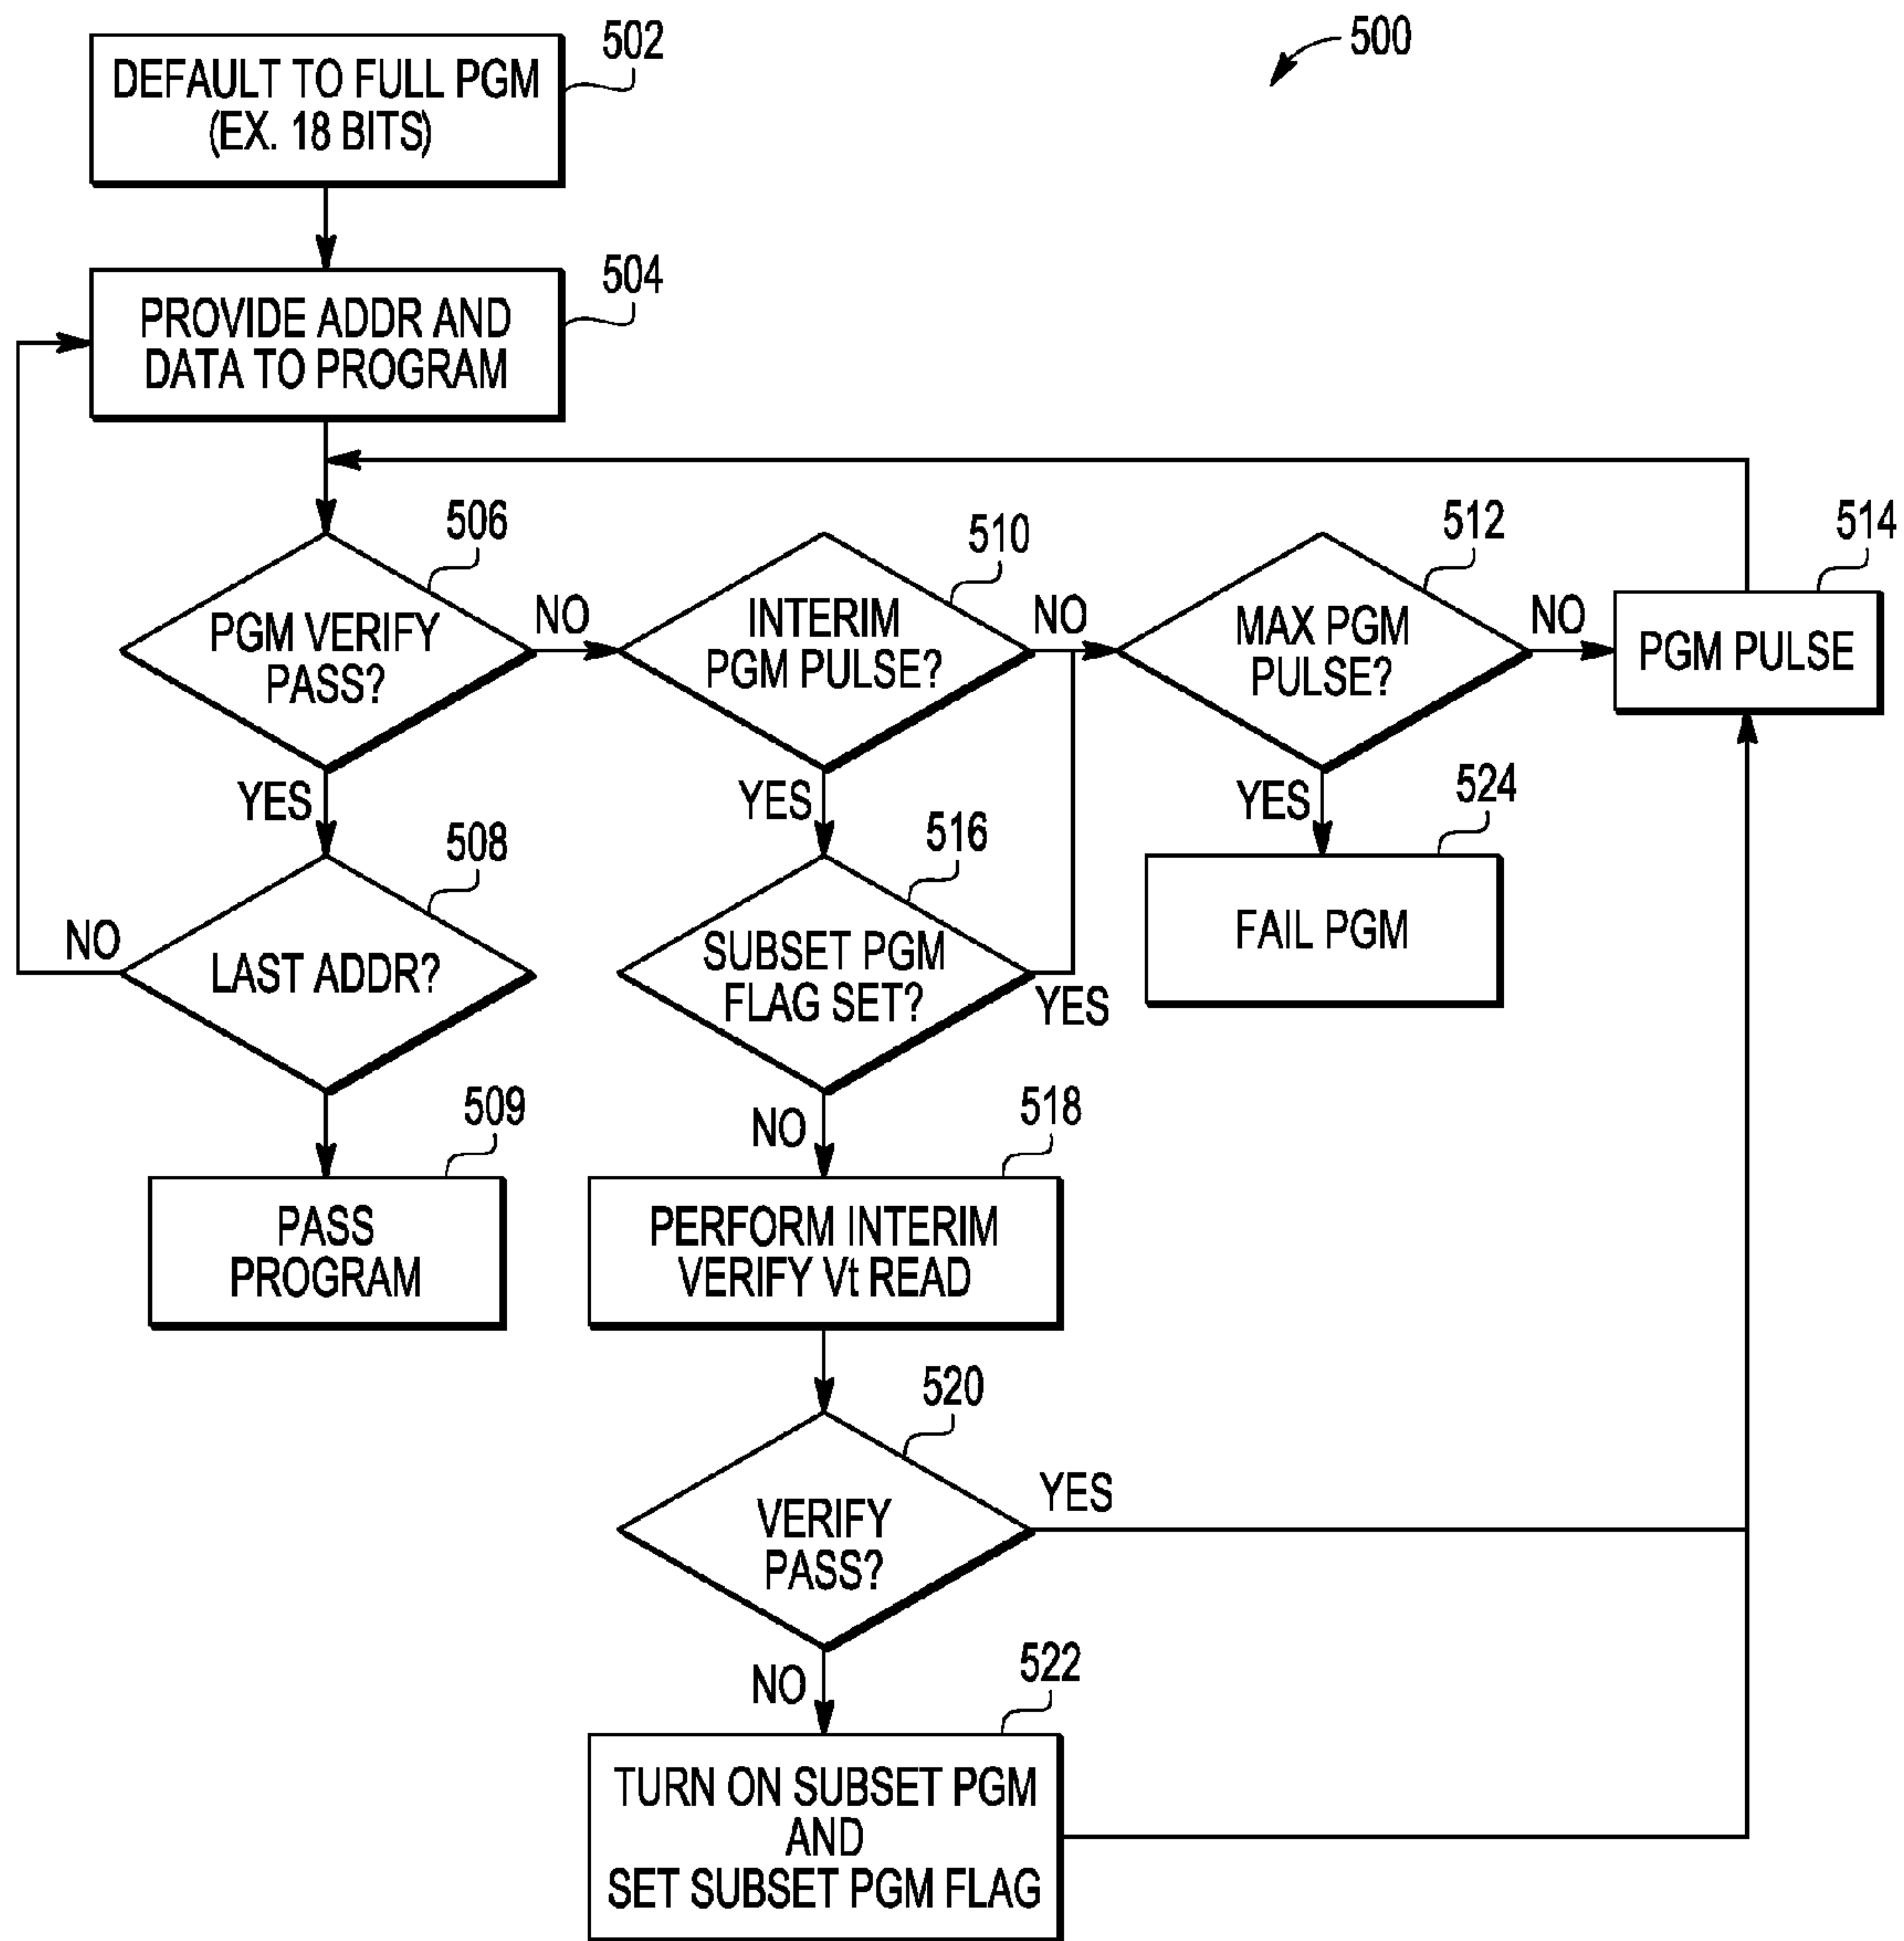 500
502
DEFAULT TO FULL PGM
(EX. 18 BITS)
504
PROVIDE ADDR AND
DATA TO PROGRAM
506
PGM VERIFY
PASS?
NO
YES
510
INTERIM
PGM PULSE?
NO
YES
512
MAX PGM
PULSE?
NO
YES
514
PGM PULSE
508
LAST ADDR?
NO
516
SUBSET PGM
FLAG SET?
YES
NO
524
FAIL PGM
509
PASS
PROGRAM
518
PERFORM INTERIM
VERIFY Vt READ
520
VERIFY
PASS?
YES
NO
522
TURN ON SUBSET PGM
AND
SET SUBSET PGM FLAG